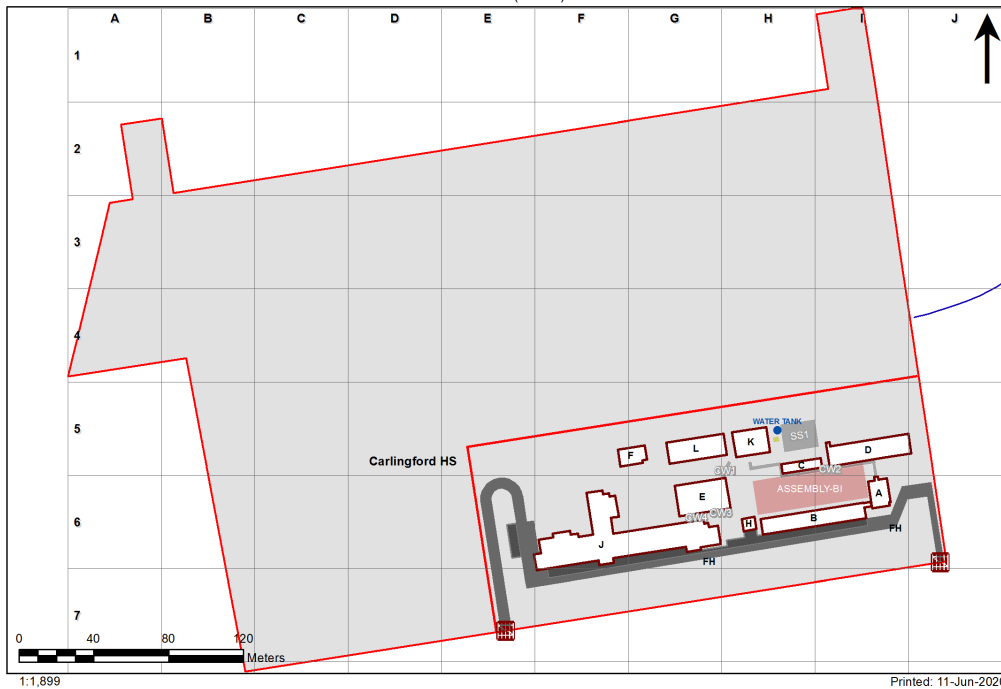 A B C D E F G H I J
1
2
3
4
5
WATER TANK
SS1
K
L
F
D
C
CW2
CW1
Carlingford HS
ASSEMBLY-BI
A
E
CW3
B
H
6
J
FH
FH
7
0 40 80 120
Meters
1:1,899
Printed: 11-Jun-2020